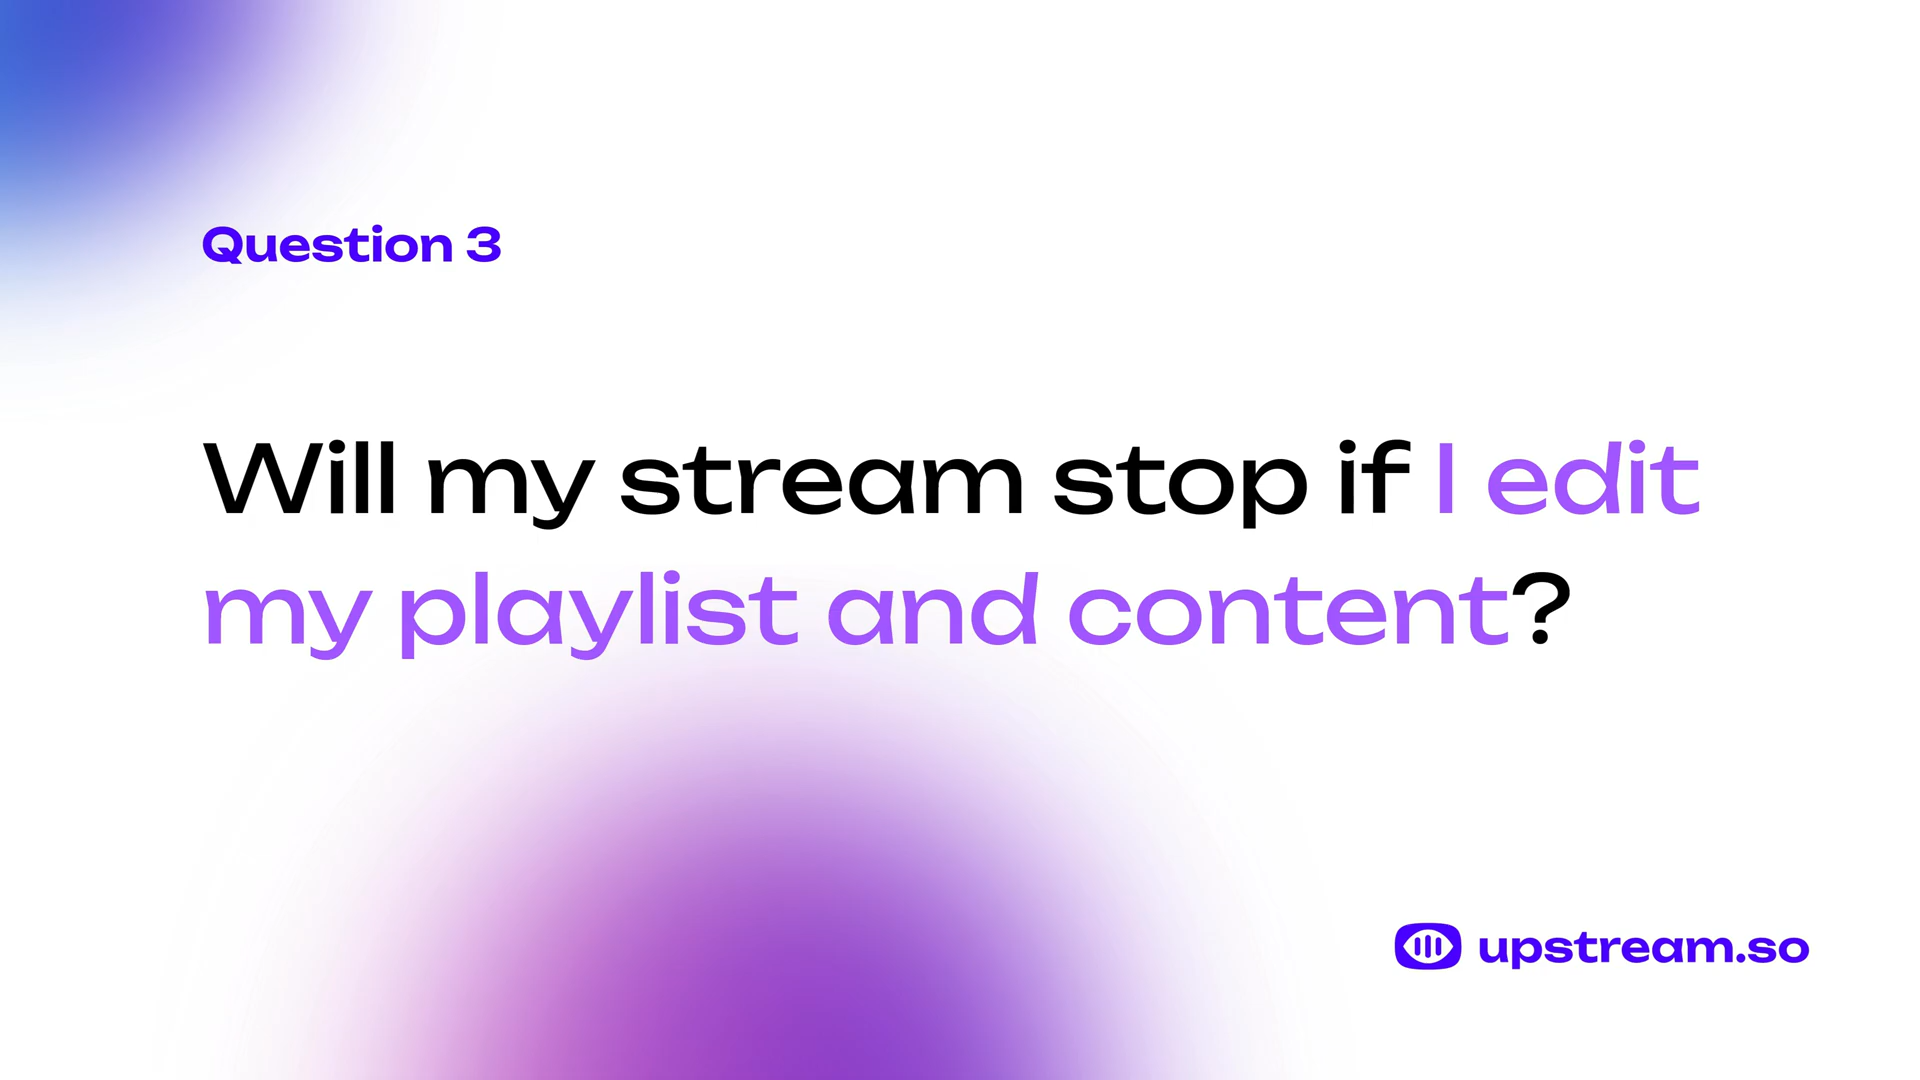 Question 3
Will my stream stop if I edit
my playlist and content?
upstream.so